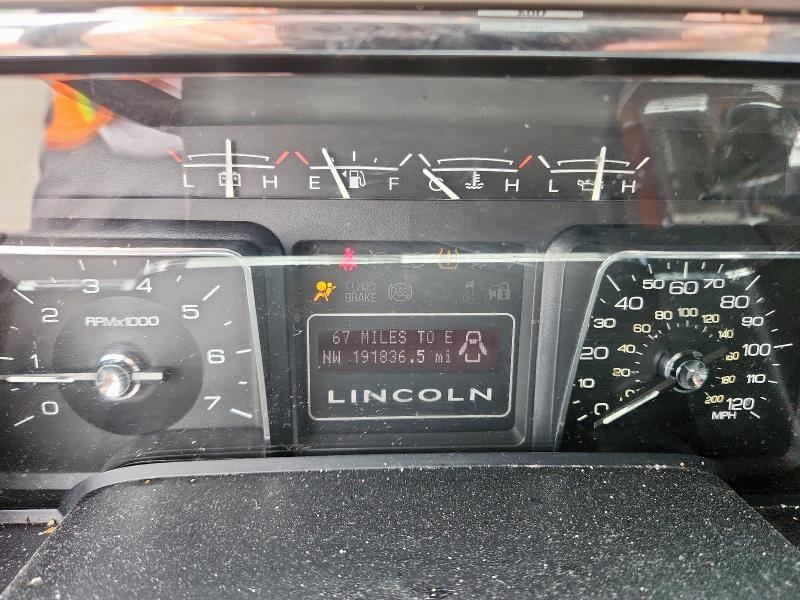 L H E F C H L H
2 3 4 5
RPMx1000
1 6
0 7
BRAKE ABS
67 MILES TO E
NW 191836.5 mi
LINCOLN
0 10 20 30 40 50 60 70 80 90 100 110 120
0 20 40 60 80 100 120 140 160 180 200
MPH